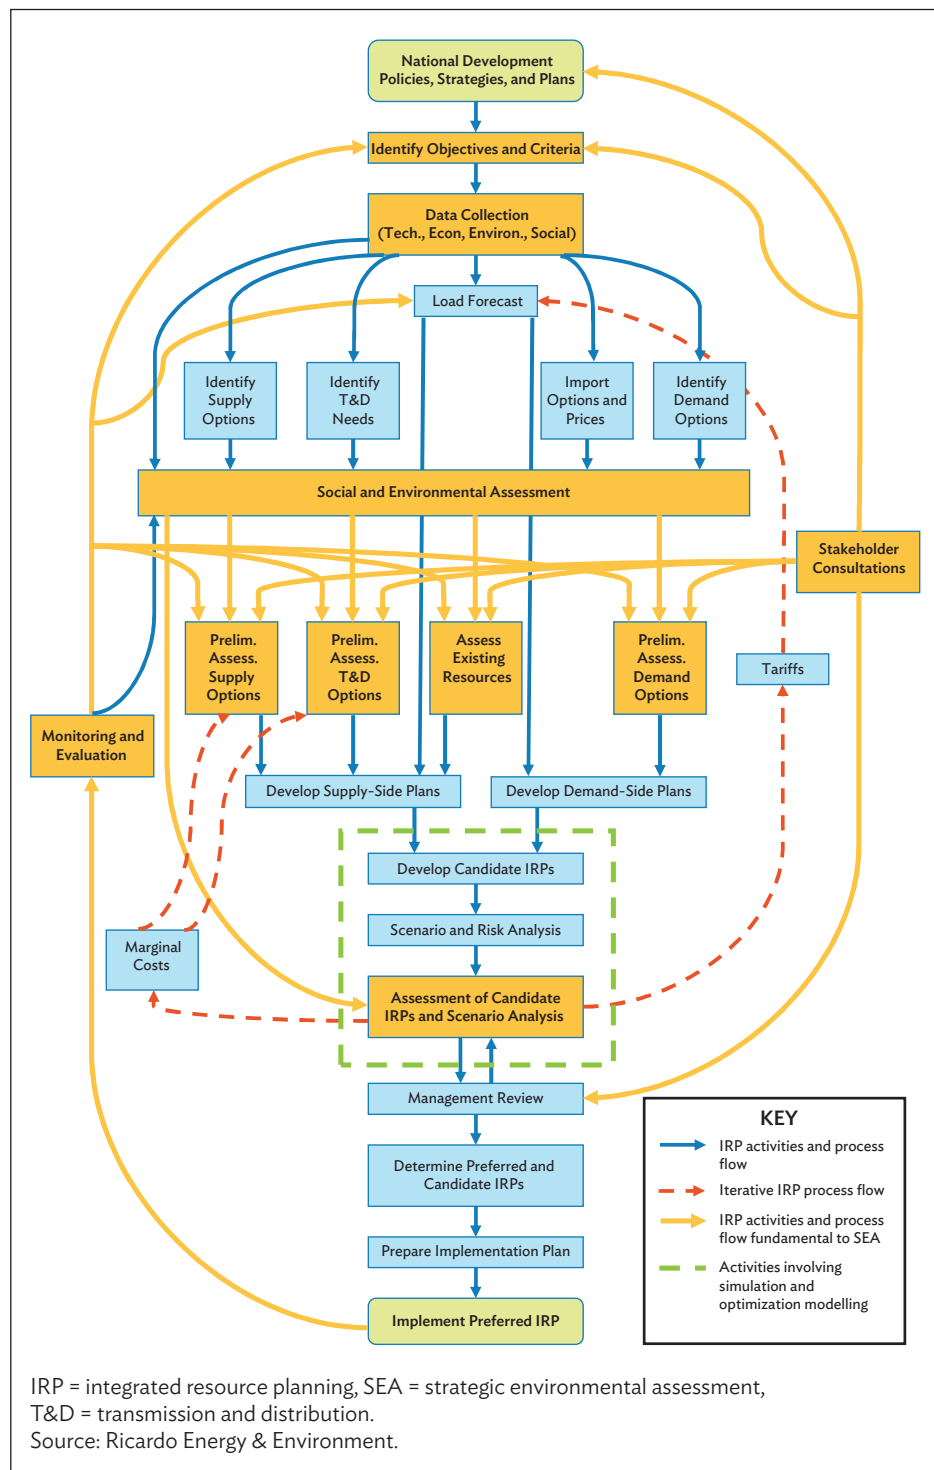 National Development
Policies, Strategies, and Plans
Identify Objectives and Criteria
Data Collection
(Tech., Econ, Environ., Social)
Load Forecast
Identify
Supply
Options
Identify
T&D
Needs
Import
Options and
Prices
Identify
Demand
Options
Social and Environmental Assessment
Stakeholder
Consultations
Prelim.
Assess.
Supply
Options
Prelim.
Assess.
T&D
Options
Assess
Existing
Resources
Prelim.
Assess.
Demand
Options
Tariffs
Monitoring and
Evaluation
Develop Supply-Side Plans
Develop Demand-Side Plans
Develop Candidate IRPs
Scenario and Risk Analysis
Marginal
Costs
Assessment of Candidate
IRPs and Scenario Analysis
Management Review
Determine Preferred and
Candidate IRPs
Prepare Implementation Plan
Implement Preferred IRP
KEY
IRP activities and process
flow
Iterative IRP process flow
IRP activities and process
flow fundamental to SEA
Activities involving
simulation and
optimization modelling
IRP = integrated resource planning, SEA = strategic environmental assessment,
T&D = transmission and distribution.
Source: Ricardo Energy & Environment.